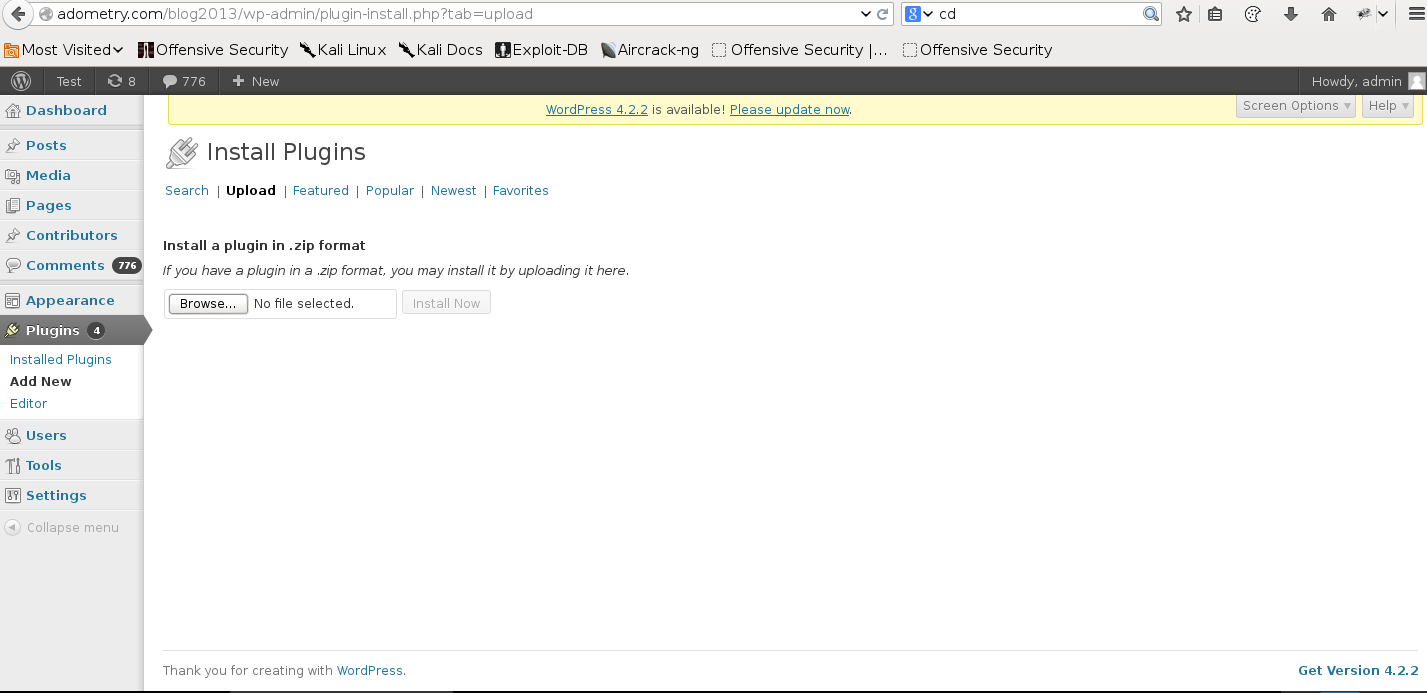 adometry.com/blog2013/wp-admin/plugin-install.php?tab=upload
cd
Most Visited Offensive Security Kali Linux Kali Docs Exploit-DB Aircrack-ng Offensive Security |... Offensive Security
Test 8 776 + New Howdy, admin
WordPress 4.2.2 is available! Please update now.
Screen Options Help
Dashboard
Posts
Media
Pages
Contributors
Comments 776
Appearance
Plugins 4
Installed Plugins
Add New
Editor
Users
Tools
Settings
Collapse menu
Install Plugins
Search | Upload | Featured | Popular | Newest | Favorites
Install a plugin in .zip format
If you have a plugin in a .zip format, you may install it by uploading it here.
Browse... No file selected. Install Now
Thank you for creating with WordPress.
Get Version 4.2.2